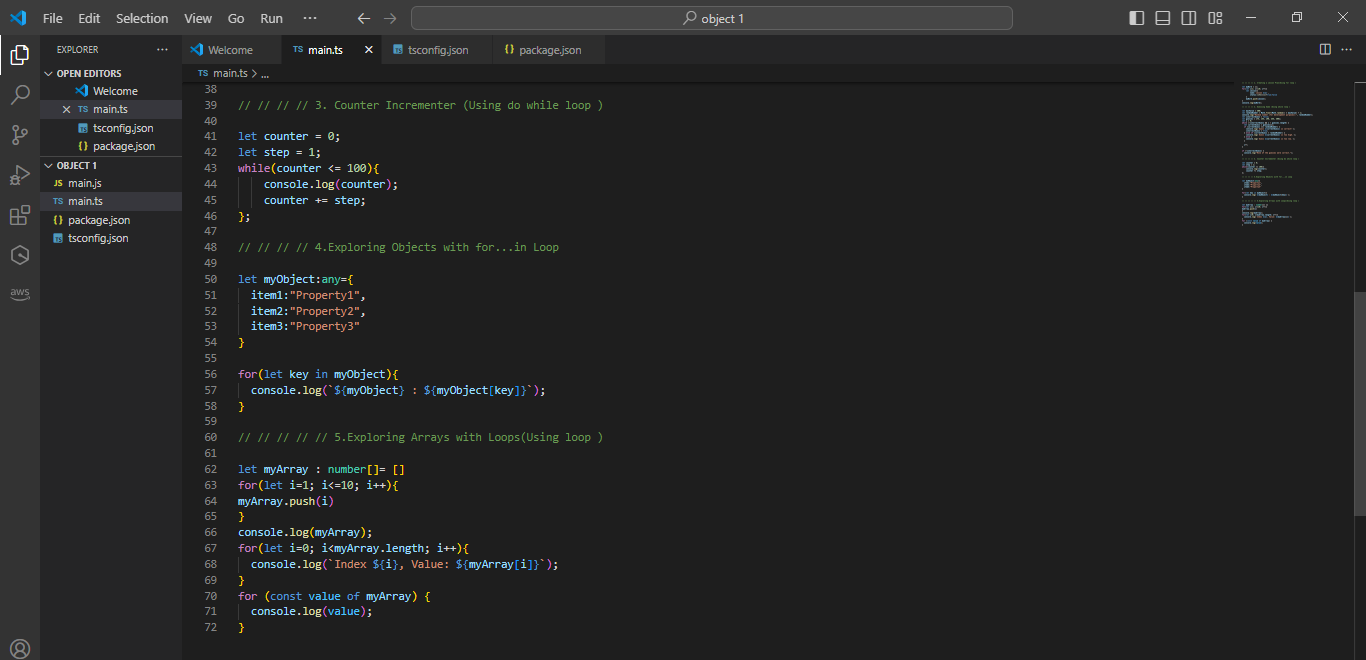 File Edit Selection View Go Run ··· object 1
EXPLORER ···
OPEN EDITORS
Welcome
TS main.ts
tsconfig.json
{} package.json
OBJECT 1
JS main.js
TS main.ts
{} package.json
tsconfig.json
aws
Welcome TS main.ts tsconfig.json {} package.json
TS main.ts > ...
38
39 // // // // 3. Counter Incrementer (Using do while loop )
40
41 let counter = 0;
42 let step = 1;
43 while(counter <= 100){
44 console.log(counter);
45 counter += step;
46 };
47
48 // // // // 4.Exploring Objects with for...in Loop
49
50 let myObject:any={
51 item1:"Property1",
52 item2:"Property2",
53 item3:"Property3"
54 }
55
56 for(let key in myObject){
57 console.log(`${myObject} : ${myObject[key]}`);
58 }
59
60 // // // // // 5.Exploring Arrays with Loops(Using loop )
61
62 let myArray : number[]= []
63 for(let i=1; i<=10; i++){
64 myArray.push(i)
65 }
66 console.log(myArray);
67 for(let i=0; i<myArray.length; i++){
68 console.log(`Index ${i}, Value: ${myArray[i]}`);
69 }
70 for (const value of myArray) {
71 console.log(value);
72 }